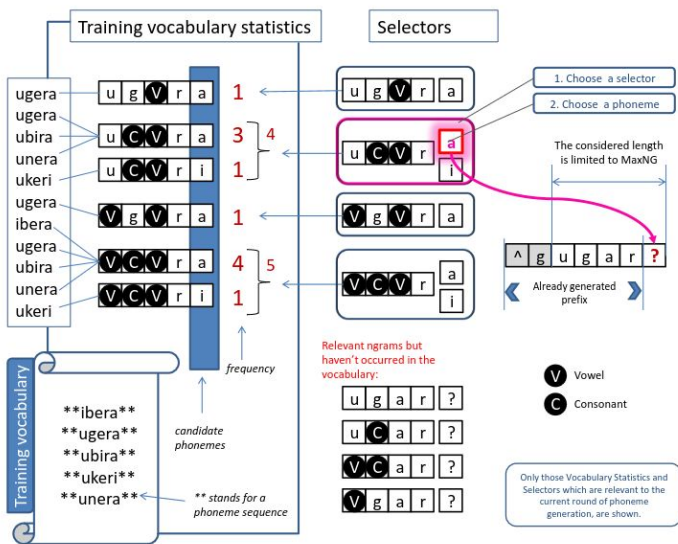 Training vocabulary statistics
Selectors
ugera
ugera
ubira
unera
ukeri
ugera
ibera
ugera
ubira
unera
ukeri
u g V r a 1
u C V r a 3
4
u C V r i 1
V g V r a 1
V C V r a 4
5
V C V r i 1
u g V r a
u C V r a
i
V g V r a
V C V r a
i
1. Choose a selector
2. Choose a phoneme
The considered length
is limited to MaxNG
^ g u g a r ?
Already generated
prefix
frequency
candidate
phonemes
Training vocabulary
**ibera**
**ugera**
**ubira**
**ukeri**
**unera**
** stands for a
phoneme sequence
Relevant ngrams but
haven't occurred in the
vocabulary:
u g a r ?
u C a r ?
V C a r ?
V g a r ?
V Vowel
C Consonant
Only those Vocabulary Statistics and
Selectors which are relevant to the
current round of phoneme
generation, are shown.